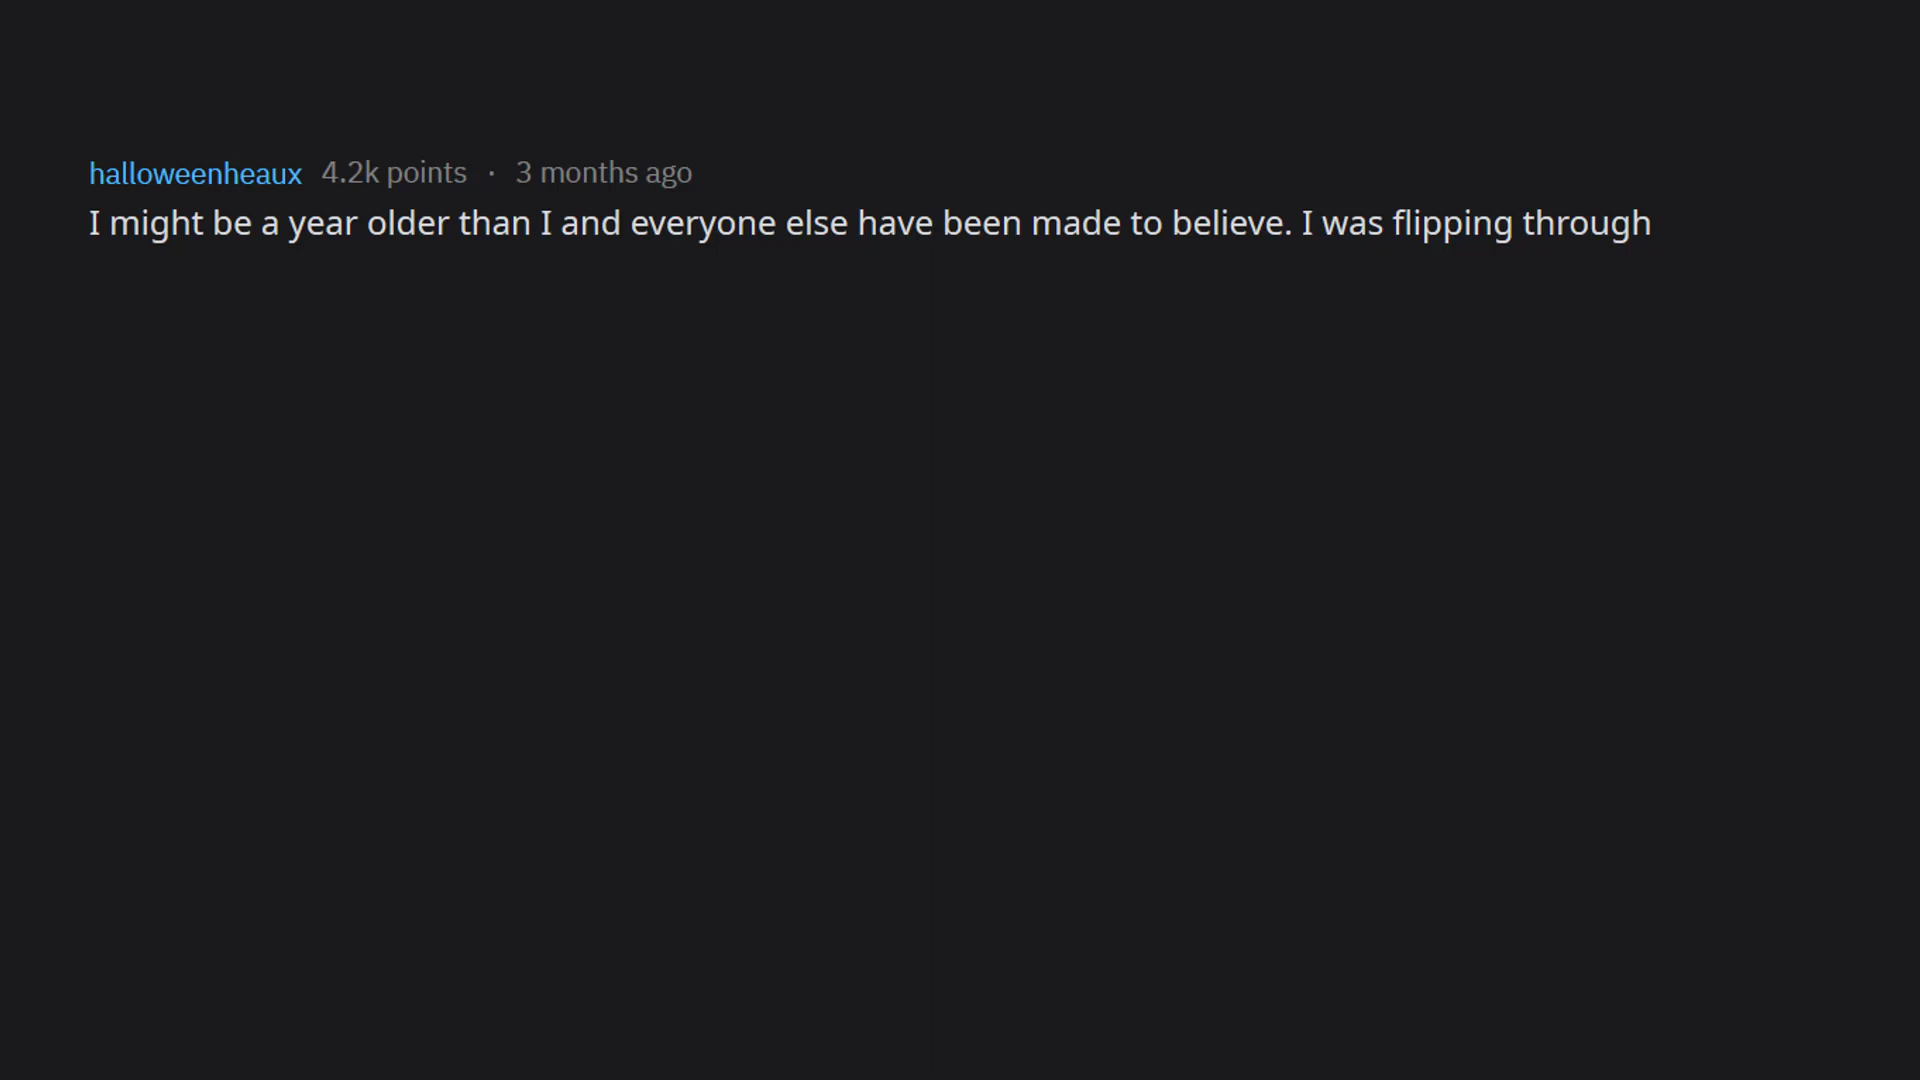 halloweenheaux 4.2k points · 3 months ago
I might be a year older than I and everyone else have been made to believe. I was flipping through